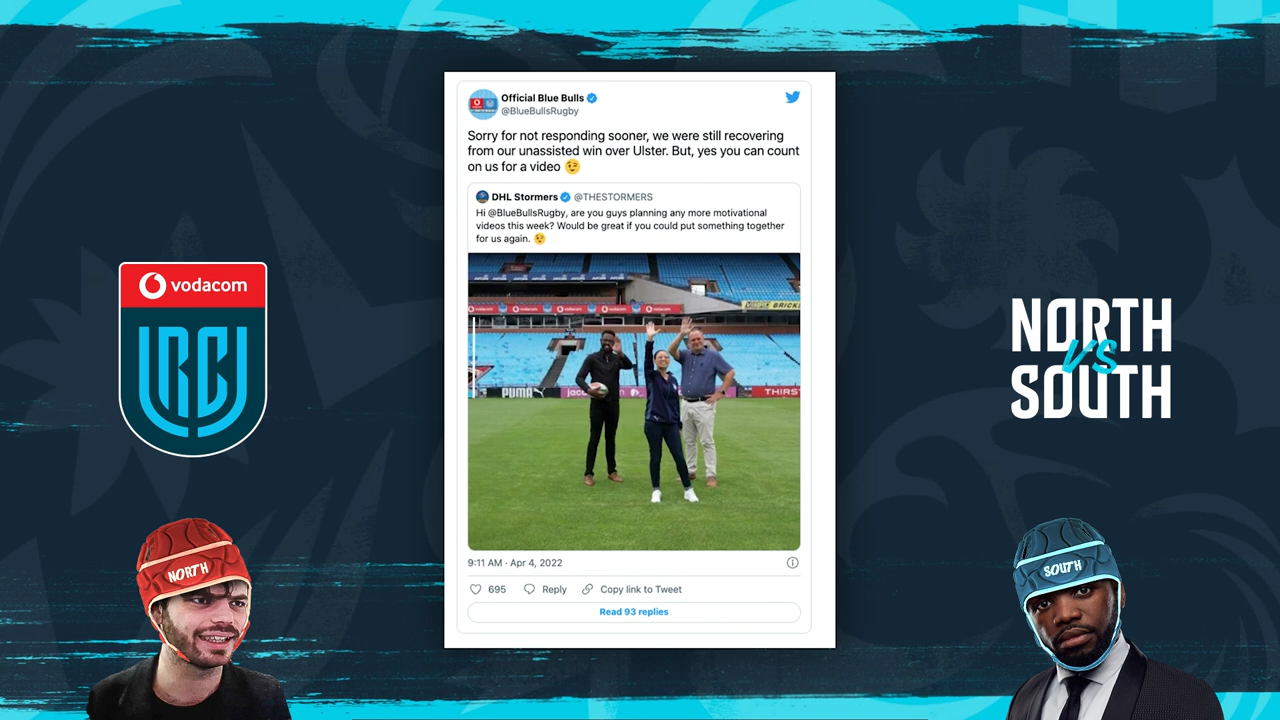 Official Blue Bulls
@BlueBullsRugby
Sorry for not responding sooner, we were still recovering
from our unassisted win over Ulster. But, yes you can count
on us for a video 😉
DHL Stormers @THESTORMERS
Hi @BlueBullsRugby, are you guys planning any more motivational
videos this week? Would be great if you could put something together
for us again. 😉
BRICK
vodacom
PUMA
jac
THIRS
9:11 AM · Apr 4, 2022
695 Reply Copy link to Tweet
Read 93 replies
vodacom
URC
NORTH
VS
SOUTH
NORTH
SOUTH